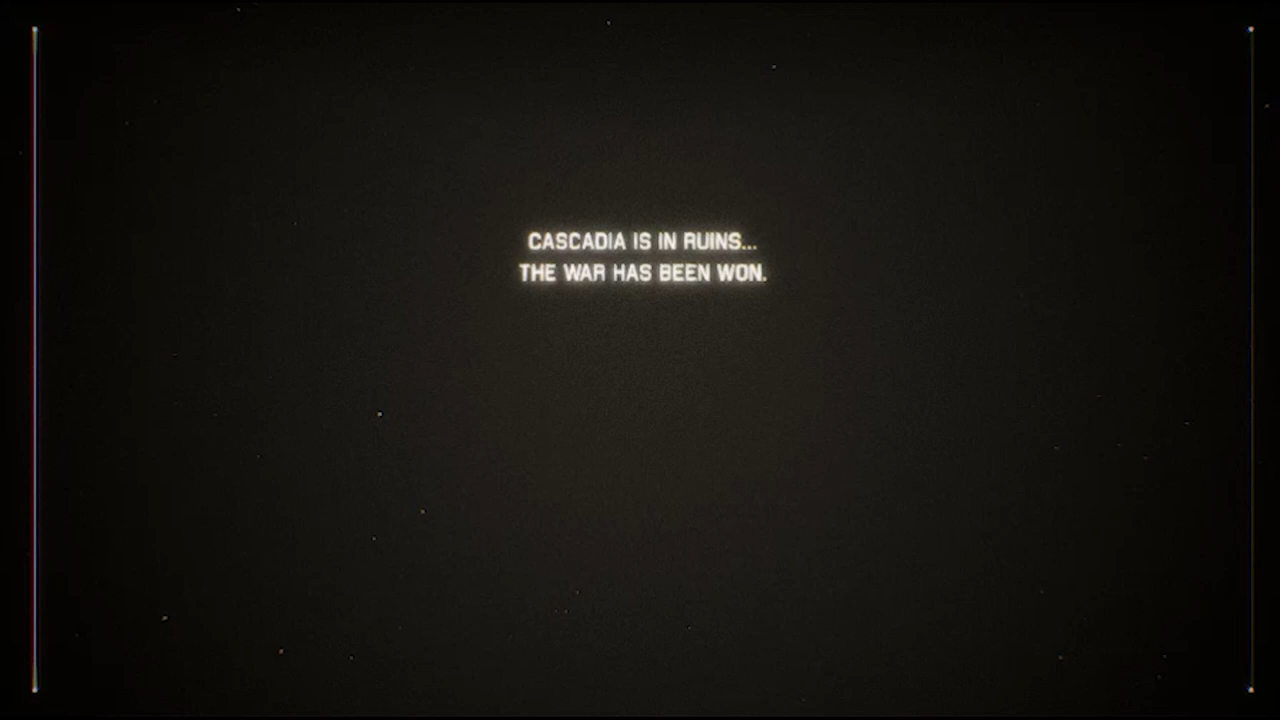 CASCADIA IS IN RUINS...
THE WAR HAS BEEN WON.